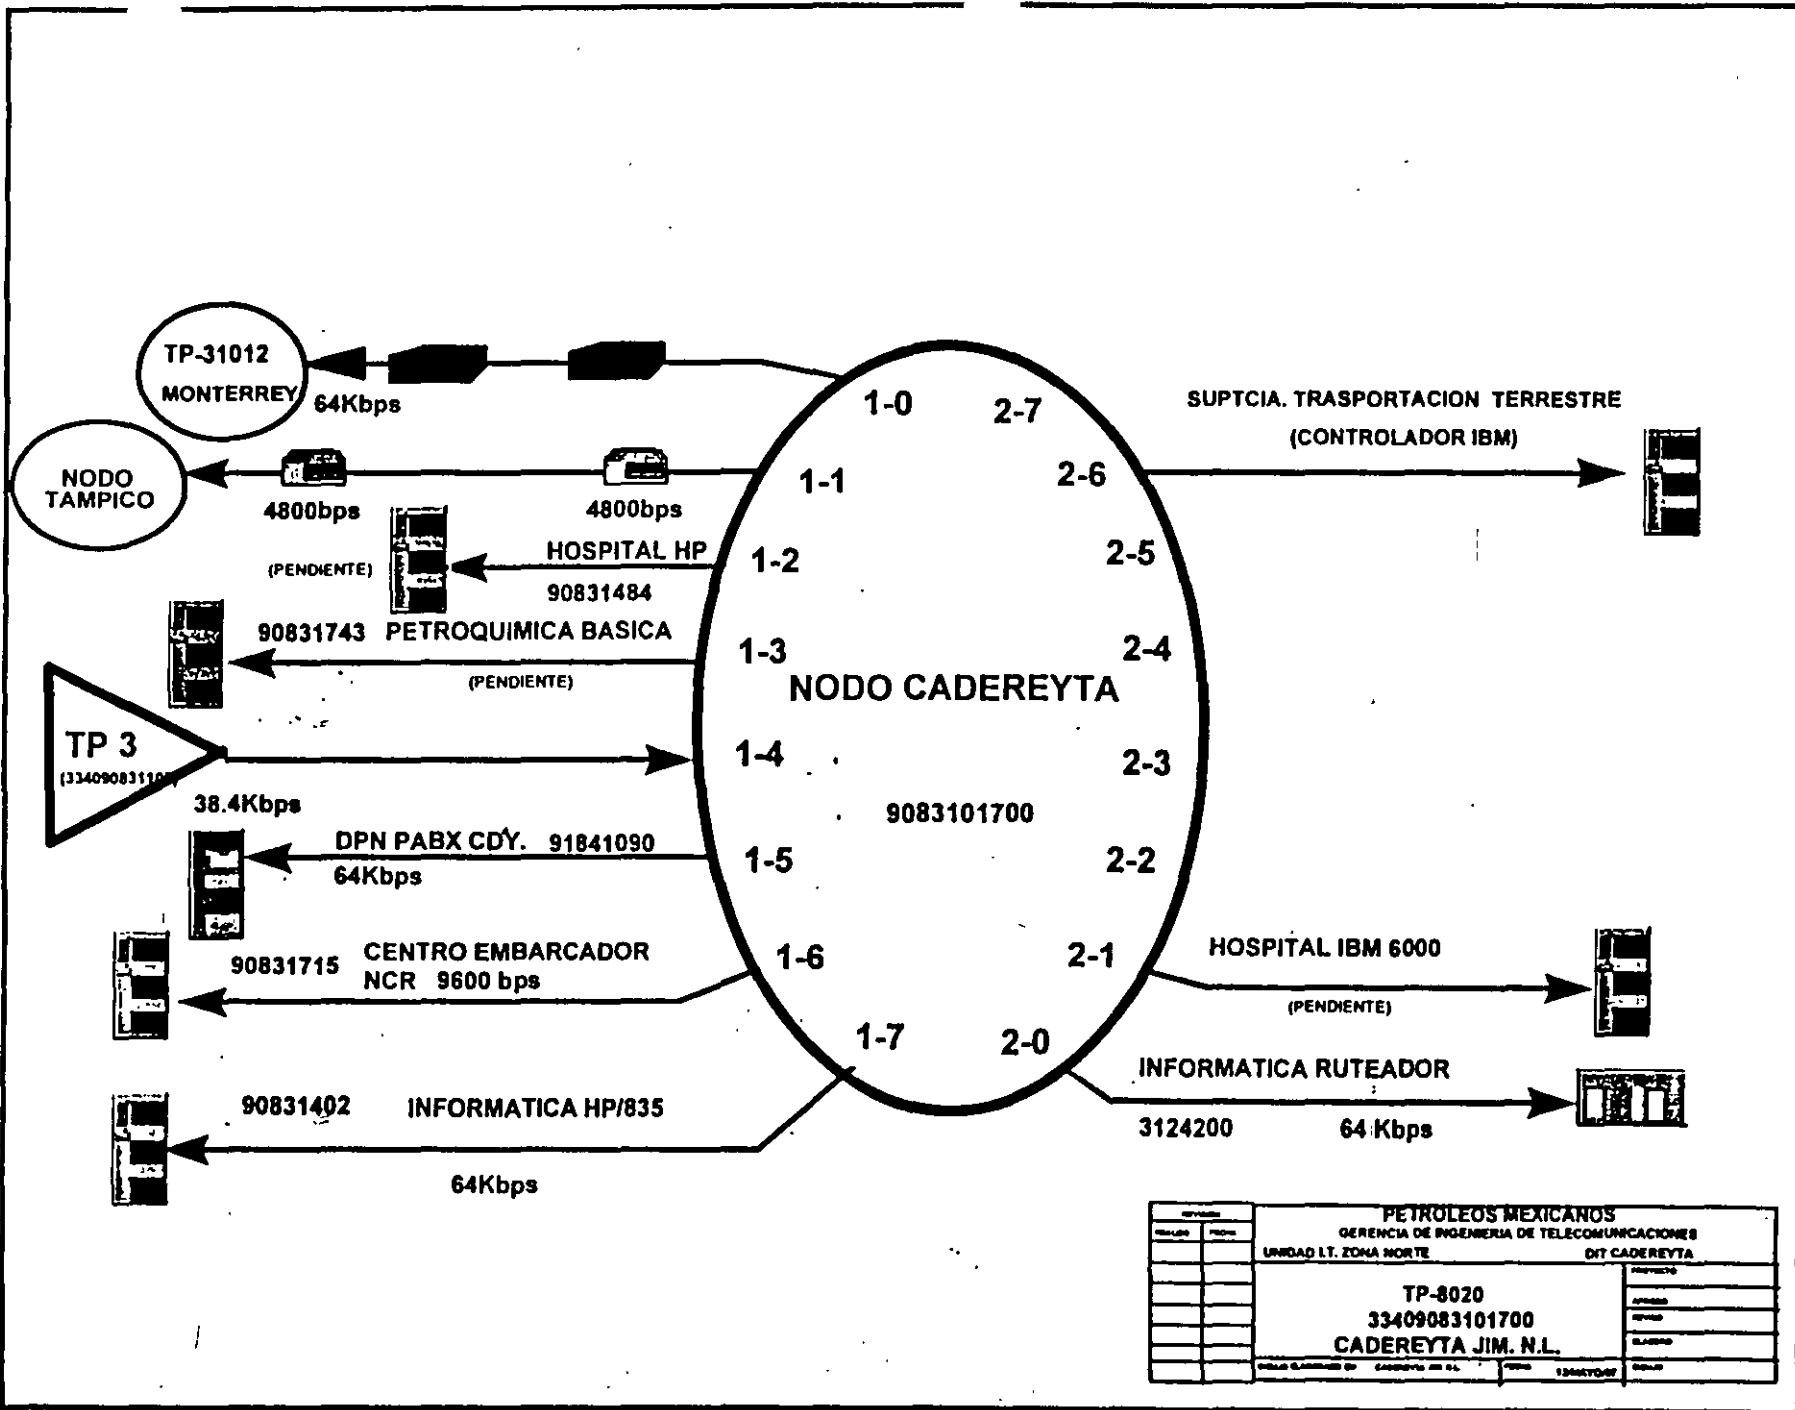 TP-31012
MONTERREY
64Kbps
NODO
TAMPICO
4800bps
4800bps
(PENDIENTE)
HOSPITAL HP
90831484
90831743 PETROQUIMICA BASICA
(PENDIENTE)
TP 3
38.4Kbps
DPN PABX CDY. 91841090
64Kbps
90831715
CENTRO EMBARCADOR
NCR 9600 bps
90831402 INFORMATICA HP/835
64Kbps
1-0
1-1
1-2
1-3
1-4
1-5
1-6
1-7
NODO CADEREYTA
9083101700
2-7
2-6
2-5
2-4
2-3
2-2
2-1
2-0
SUPTCIA. TRASPORTACION TERRESTRE
(CONTROLADOR IBM)
HOSPITAL IBM 6000
(PENDIENTE)
INFORMATICA RUTEADOR
3124200 64 Kbps
PETROLEOS MEXICANOS
GERENCIA DE INGENIERIA DE TELECOMUNICACIONES
UNIDAD I.T. ZONA NORTE DIT CADEREYTA
TP-8020
33409083101700
CADEREYTA JIM. N.L.